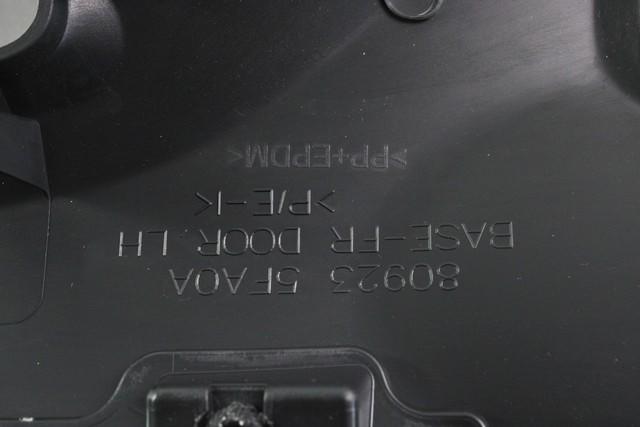 80923 5FA0A
BASE-FR DOOR LH
>P/E-K
>PP+EPDM<